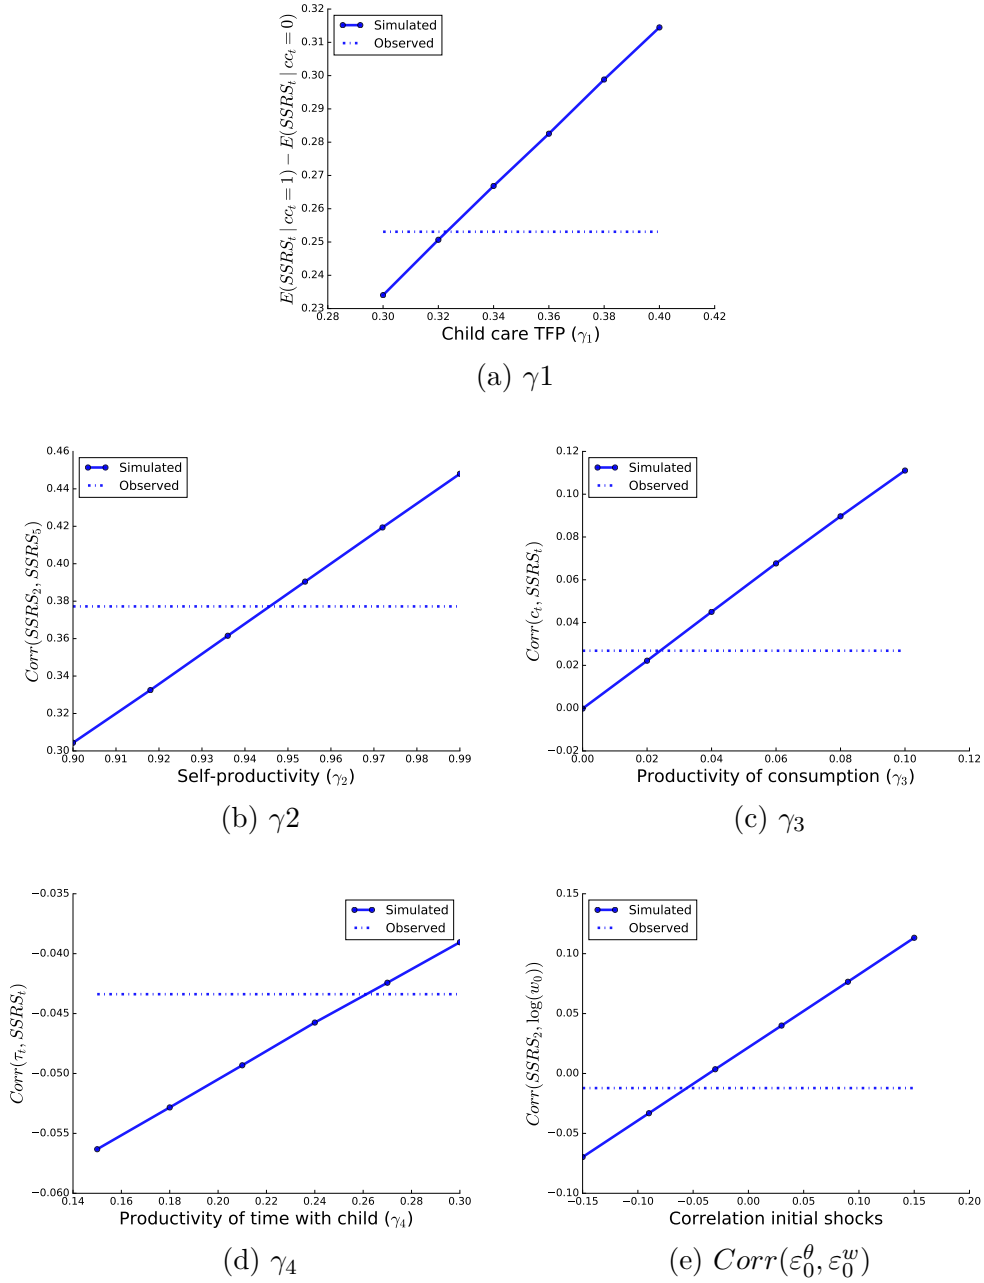 E(SSRS_t | cc_t = 1) − E(SSRS_t | cc_t = 0)
0.32
0.31
0.30
0.29
0.28
0.27
0.26
0.25
0.24
0.23
Simulated
Observed
0.28 0.30 0.32 0.34 0.36 0.38 0.40 0.42
Child care TFP (γ₁)
(a) γ1
Corr(SSRS₂, SSRS₅)
0.46
0.44
0.42
0.40
0.38
0.36
0.34
0.32
0.30
Simulated
Observed
0.90 0.91 0.92 0.93 0.94 0.95 0.96 0.97 0.98 0.99
Self-productivity (γ₂)
(b) γ2
Corr(c_t, SSRS_t)
0.12
0.10
0.08
0.06
0.04
0.02
0.00
−0.02
Simulated
Observed
0.00 0.02 0.04 0.06 0.08 0.10 0.12
Productivity of consumption (γ₃)
(c) γ₃
Corr(τ_t, SSRS_t)
−0.035
−0.040
−0.045
−0.050
−0.055
−0.060
Simulated
Observed
0.14 0.16 0.18 0.20 0.22 0.24 0.26 0.28 0.30
Productivity of time with child (γ₄)
(d) γ₄
Corr(SSRS₂, log(w₀))
0.15
0.10
0.05
0.00
−0.05
−0.10
Simulated
Observed
−0.15 −0.10 −0.05 0.00 0.05 0.10 0.15 0.20
Correlation initial shocks
(e) Corr(ε₀^θ, ε₀^w)